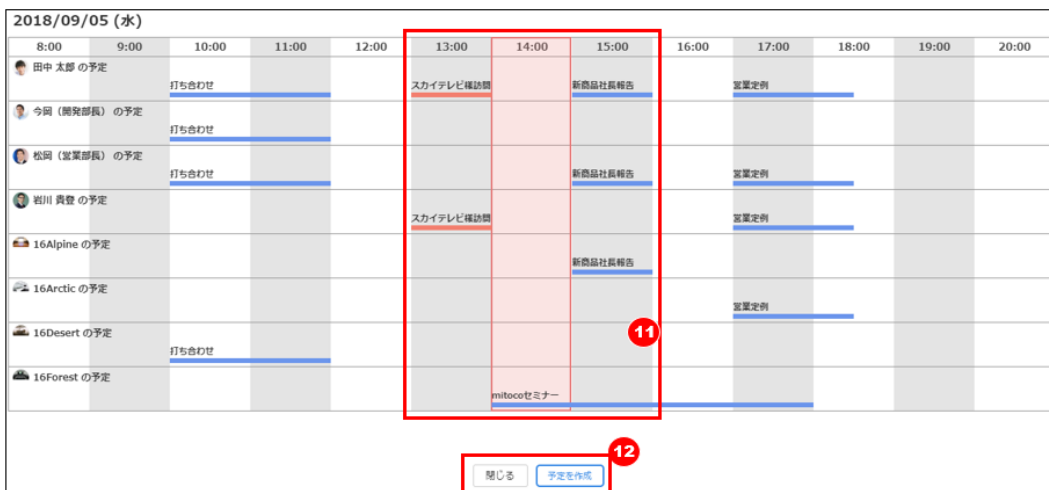 2018/09/05 (水)
8:00 9:00 10:00 11:00 12:00 13:00 14:00 15:00 16:00 17:00 18:00 19:00 20:00
田中 太郎 の予定
打ち合わせ スカイテレビ様訪問 新商品社長報告 営業定例
今岡（開発部長） の予定
打ち合わせ
松岡（営業部長） の予定
打ち合わせ 新商品社長報告 営業定例
岩川 貴登 の予定
スカイテレビ様訪問 営業定例
16Alpine の予定
新商品社長報告
16Arctic の予定
営業定例
16Desert の予定
11
打ち合わせ
16Forest の予定
mitocoセミナー
12
閉じる 予定を作成